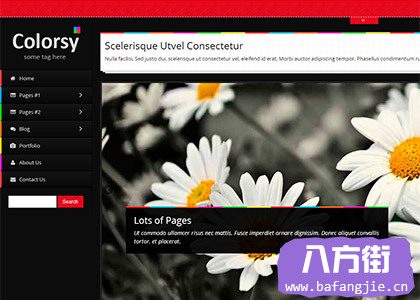 Colorsy
some tag here
Home
Pages #1
Pages #2
Blog
Portfolio
About Us
Contact Us
Search
Scelerisque Utvel Consectetur
Nulla facilisi. Sed justo dui, scelerisque ut consectetur vel, eleifend id erat. Morbi auctor adipiscing tempor. Phasellus condimentum
Lots of Pages
Ut commodo ullamcor risus nec mattis. Fusce imperdiet ornare dignissim. Donec aliquet convallis
tortor, et placerat.
八方街
www.bafangjie.cn